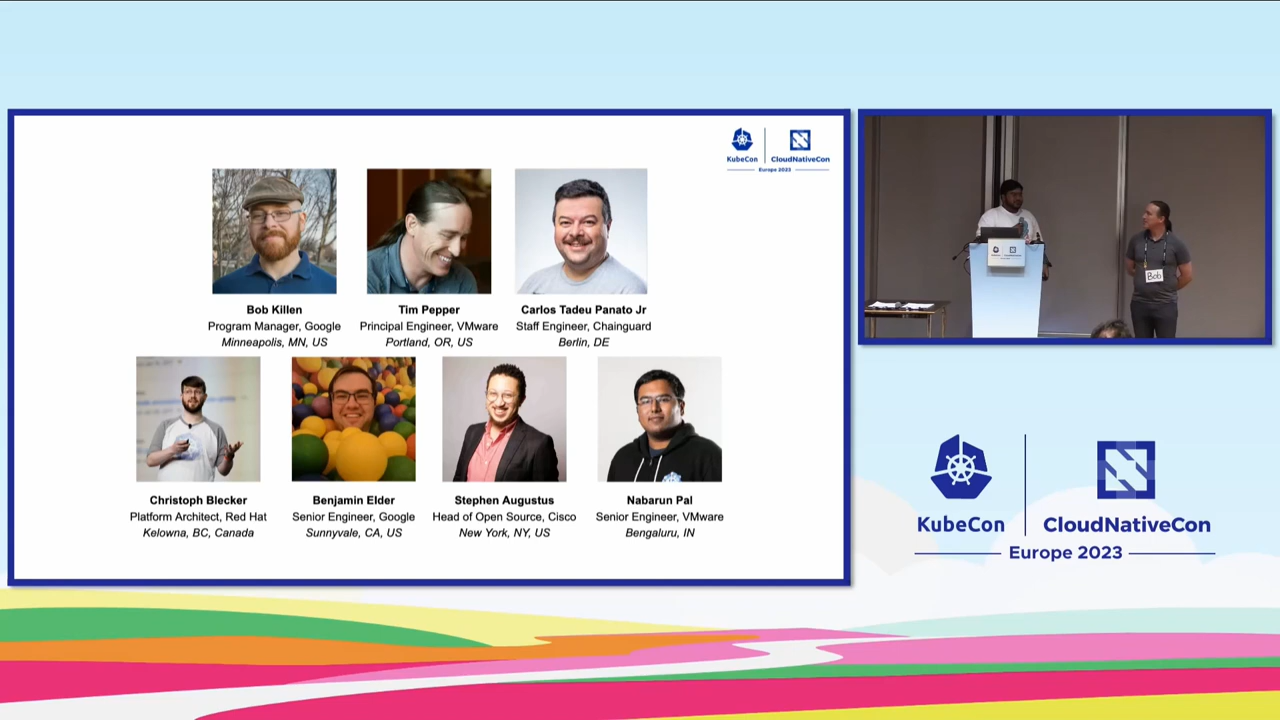 KubeCon
CloudNativeCon
Europe 2023
Bob Killen
Program Manager, Google
Minneapolis, MN, US
Tim Pepper
Principal Engineer, VMware
Portland, OR, US
Carlos Tadeu Panato Jr
Staff Engineer, Chainguard
Berlin, DE
Christoph Blecker
Platform Architect, Red Hat
Kelowna, BC, Canada
Benjamin Elder
Senior Engineer, Google
Sunnyvale, CA, US
Stephen Augustus
Head of Open Source, Cisco
New York, NY, US
Nabarun Pal
Senior Engineer, VMware
Bengaluru, IN
Bob
KubeCon
CloudNativeCon
Europe 2023